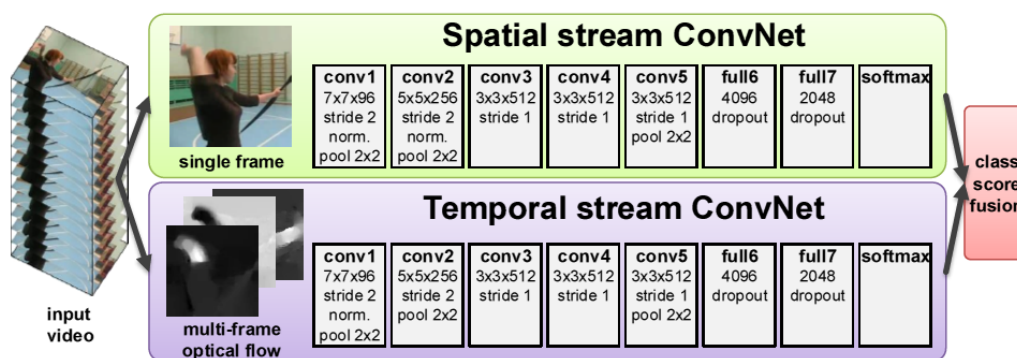 Spatial stream ConvNet
conv1
7x7x96
stride 2
norm.
pool 2x2
conv2
5x5x256
stride 2
norm.
pool 2x2
conv3
3x3x512
stride 1
conv4
3x3x512
stride 1
conv5
3x3x512
stride 1
pool 2x2
full6
4096
dropout
full7
2048
dropout
softmax
single frame
Temporal stream ConvNet
conv1
7x7x96
stride 2
norm.
pool 2x2
conv2
5x5x256
stride 2
pool 2x2
conv3
3x3x512
stride 1
conv4
3x3x512
stride 1
conv5
3x3x512
stride 1
pool 2x2
full6
4096
dropout
full7
2048
dropout
softmax
multi-frame
optical flow
input
video
class
score
fusion